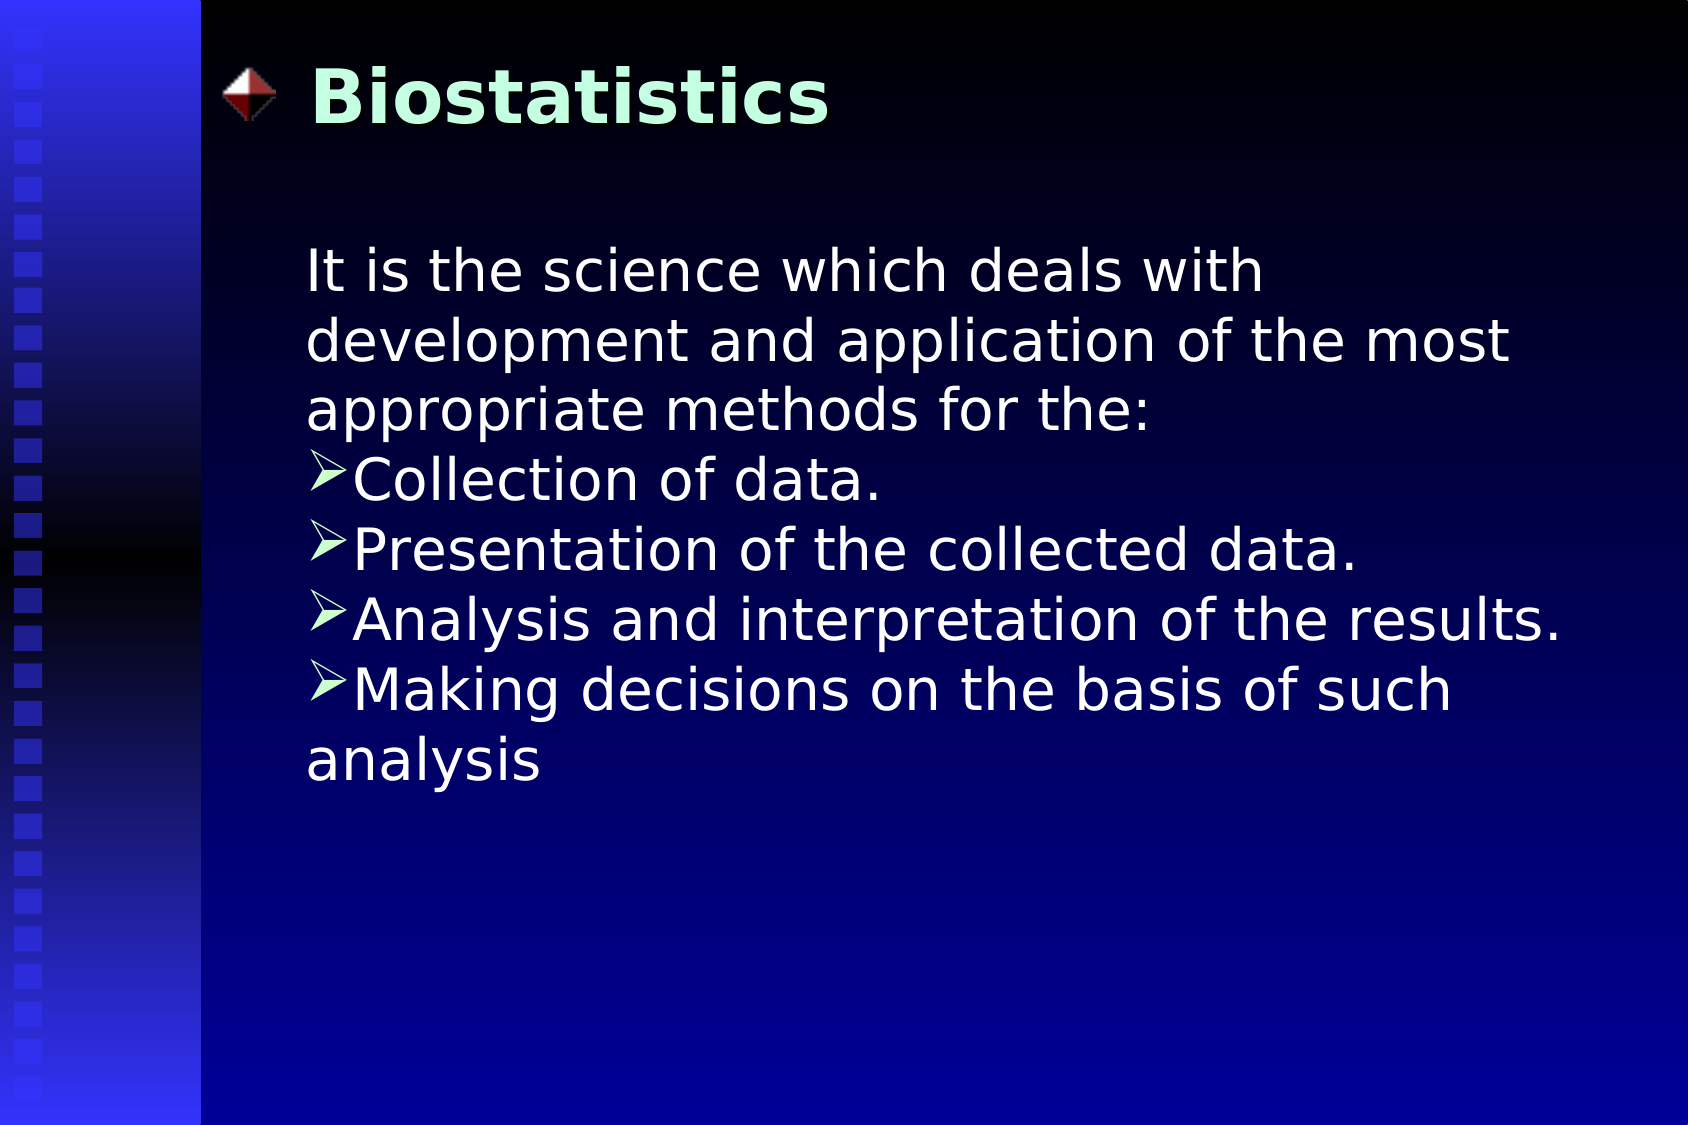 Biostatistics
It is the science which deals with
development and application of the most
appropriate methods for the:
Collection of data.
Presentation of the collected data.
Analysis and interpretation of the results.
Making decisions on the basis of such
analysis